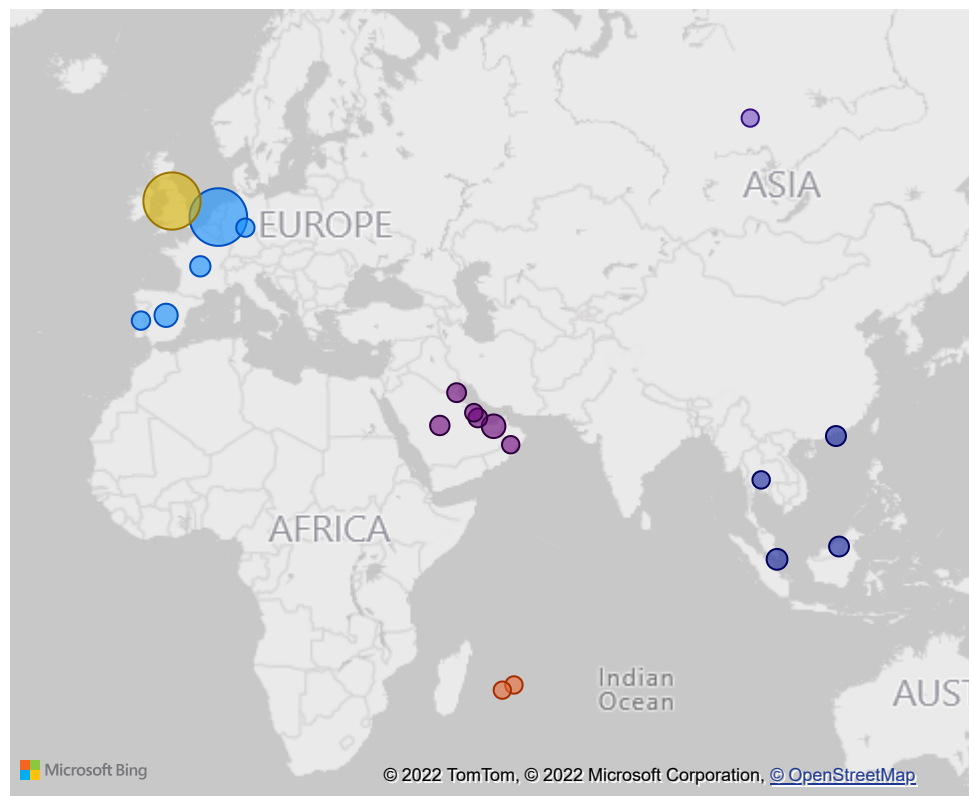 ASIA
EUROPE
AFRICA
Indian
Ocean
AUST
Microsoft Bing
© 2022 TomTom, © 2022 Microsoft Corporation, © OpenStreetMap